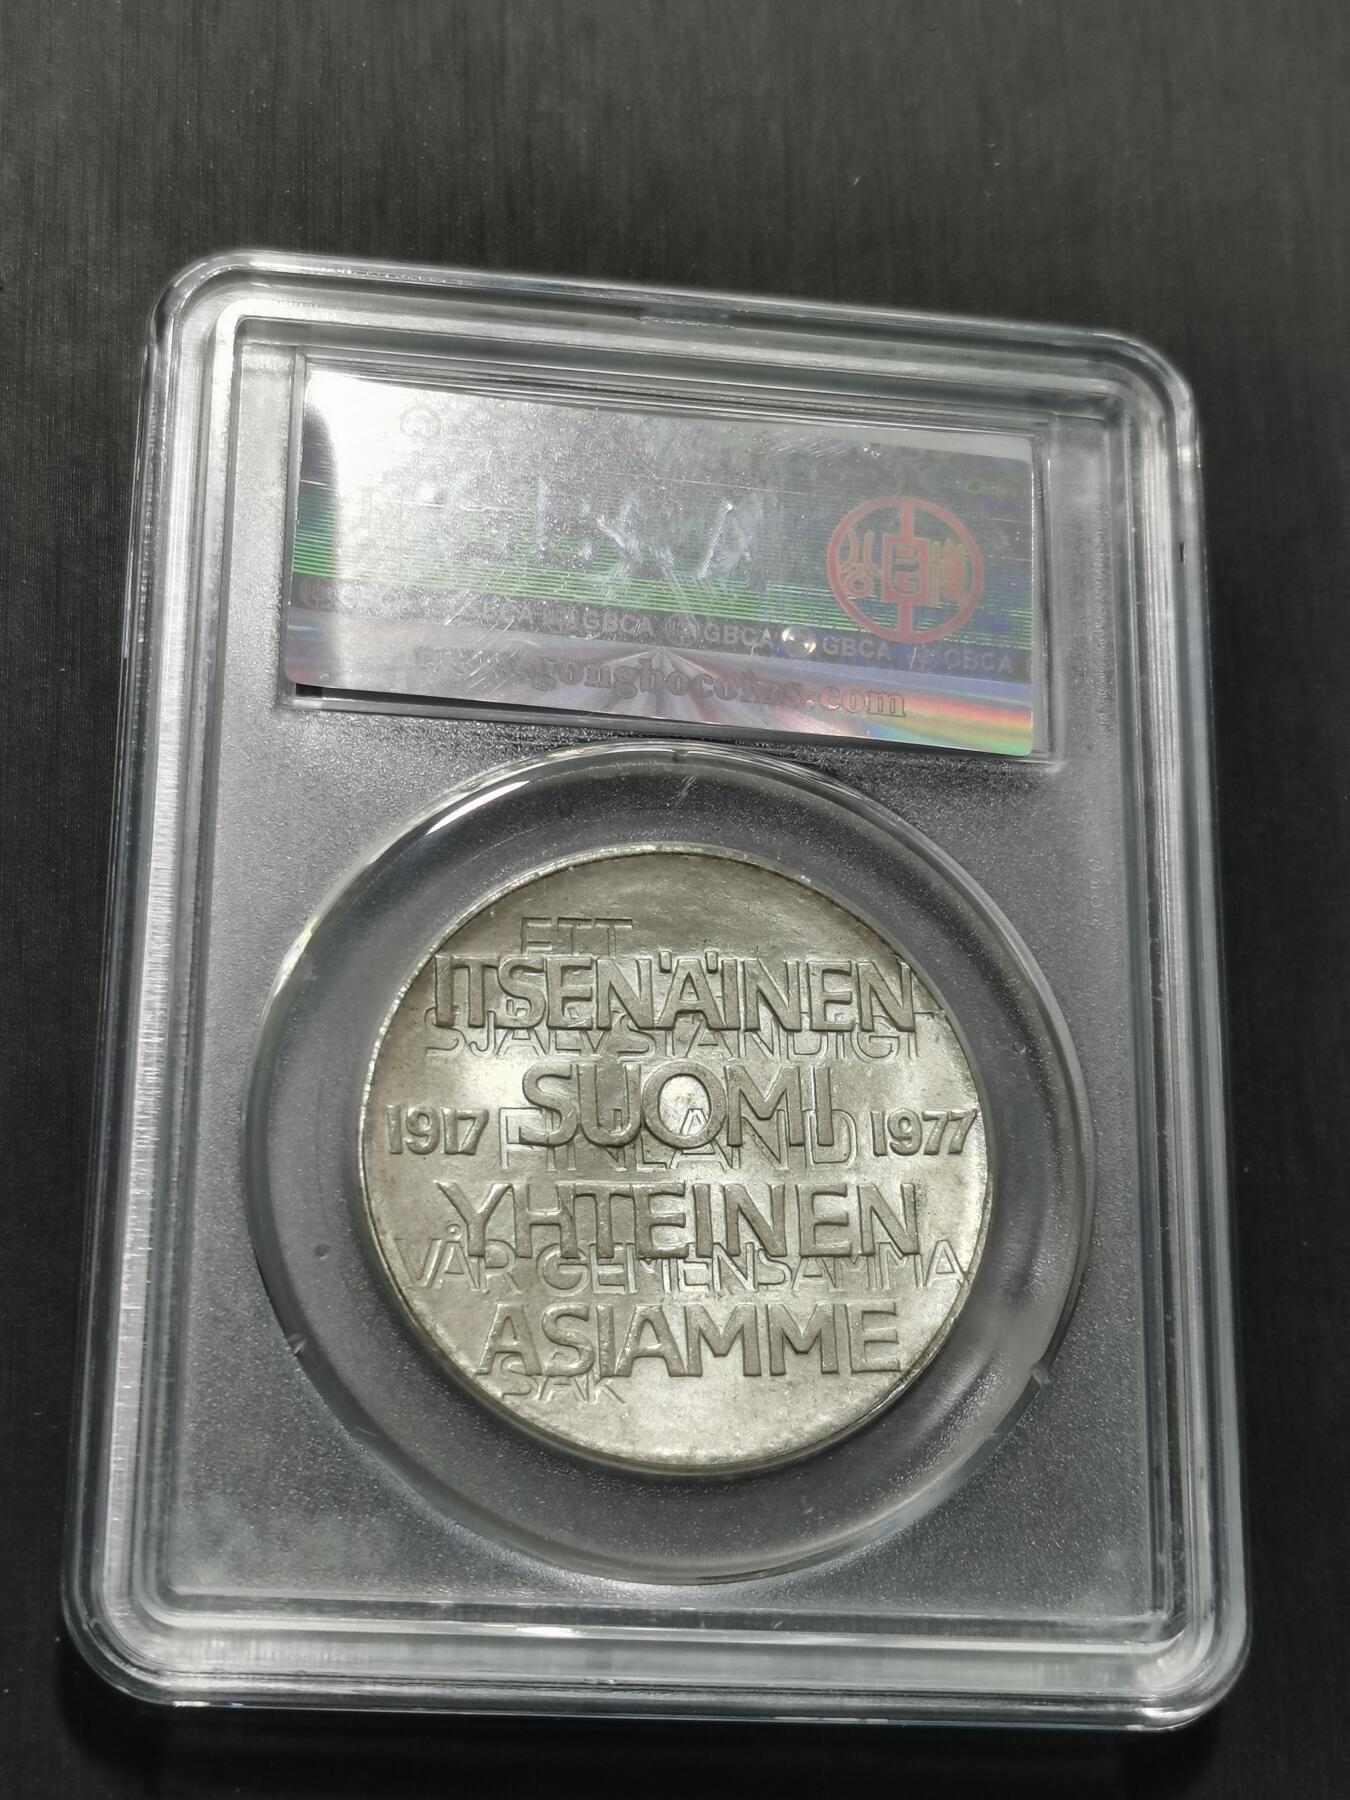 GBCA GBCA GBCA GBCA
www.gongbocoins.com
ETT
ITSENÄINEN
SJÄLVSTÄNDIGT
SUOMI
1917 FINLAND 1977
YHTEINEN
VÅR GEMENSAMMA
ASIAMME
SAK